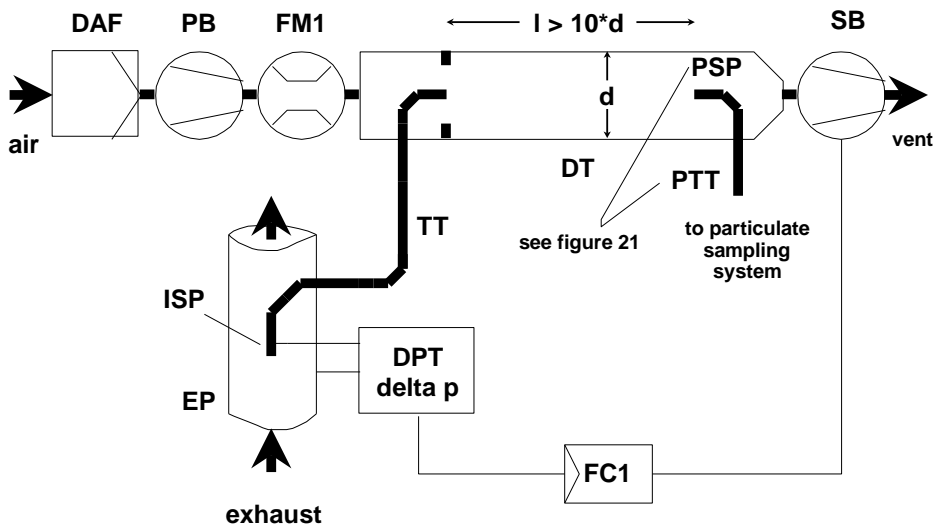 DAF
PB
FM1
l > 10*d
SB
PSP
d
air
vent
DT
PTT
TT
see figure 21
to particulate
sampling
system
ISP
DPT
delta p
EP
FC1
exhaust